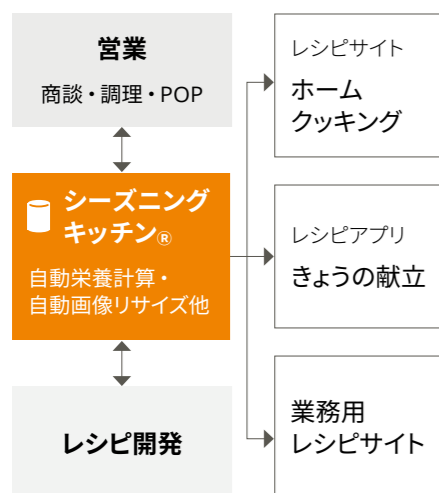 営業
商談・調理・POP
シーズニング
キッチン®
自動栄養計算・
自動画像リサイズ他
レシピ開発
レシピサイト
ホーム
クッキング
レシピアプリ
きょうの献立
業務用
レシピサイト